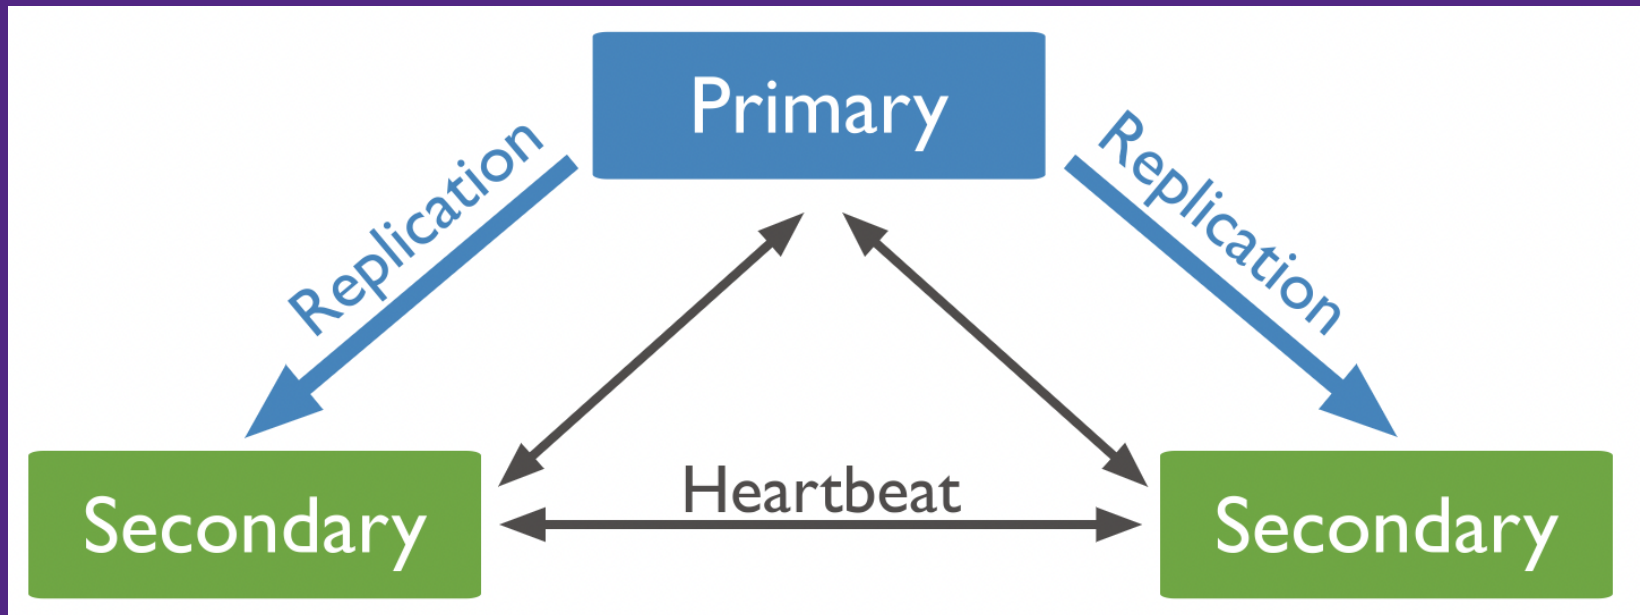 Primary
Replication
Replication
Heartbeat
Secondary
Secondary